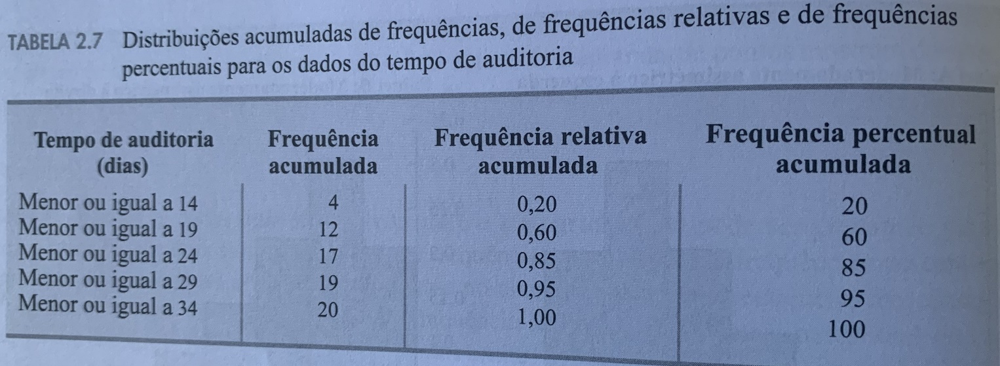 TABELA 2.7 Distribuições acumuladas de frequências, de frequências relativas e de frequências
percentuais para os dados do tempo de auditoria
Tempo de auditoria Frequência Frequência relativa Frequência percentual
(dias) acumulada acumulada acumulada
Menor ou igual a 14 4 0,20 20
Menor ou igual a 19 12 0,60 60
Menor ou igual a 24 17 0,85 85
Menor ou igual a 29 19 0,95 95
Menor ou igual a 34 20 1,00 100